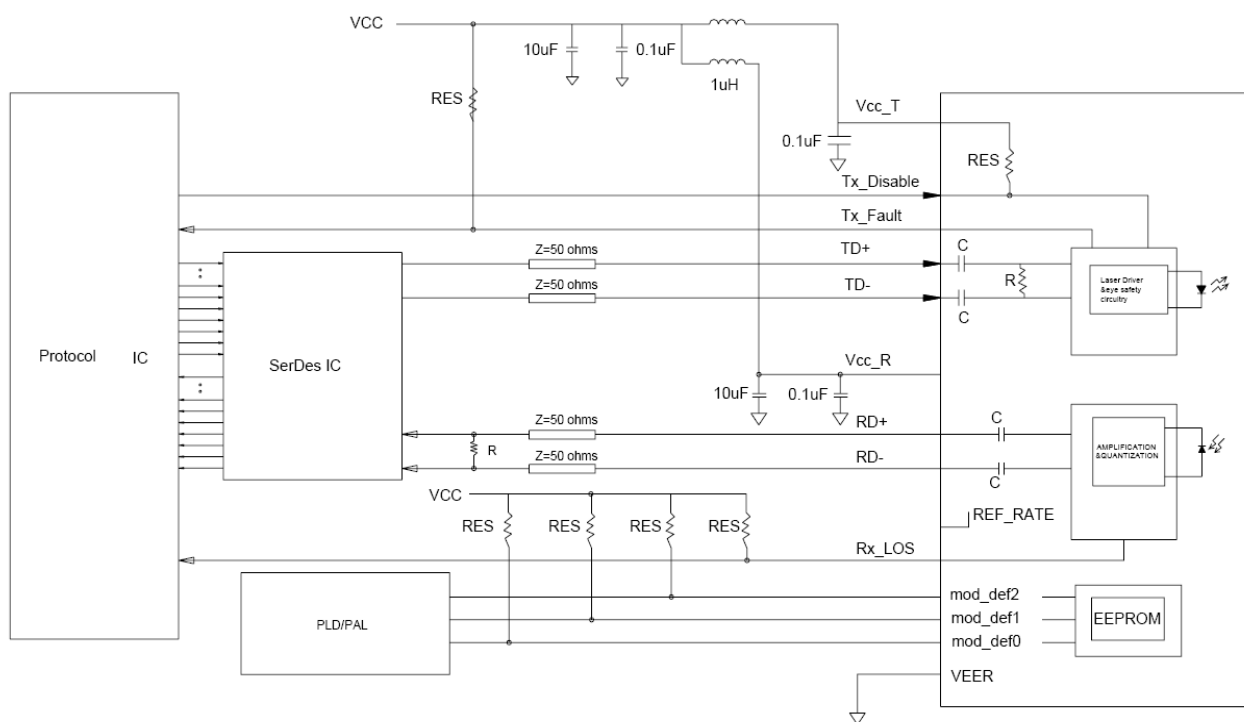 VCC
10uF
0.1uF
1uH
RES
Vcc_T
0.1uF
RES
Tx_Disable
Tx_Fault
Z=50 ohms
TD+
C
R
Laser Driver
&eye safety
circuitry
Z=50 ohms
TD-
C
Protocol IC
SerDes IC
Vcc_R
10uF
0.1uF
Z=50 ohms
RD+
C
R
AMPLIFICATION
&QUANTIZATION
Z=50 ohms
RD-
C
VCC
RES
RES
RES
RES
REF_RATE
Rx_LOS
PLD/PAL
mod_def2
mod_def1
mod_def0
EEPROM
VEER